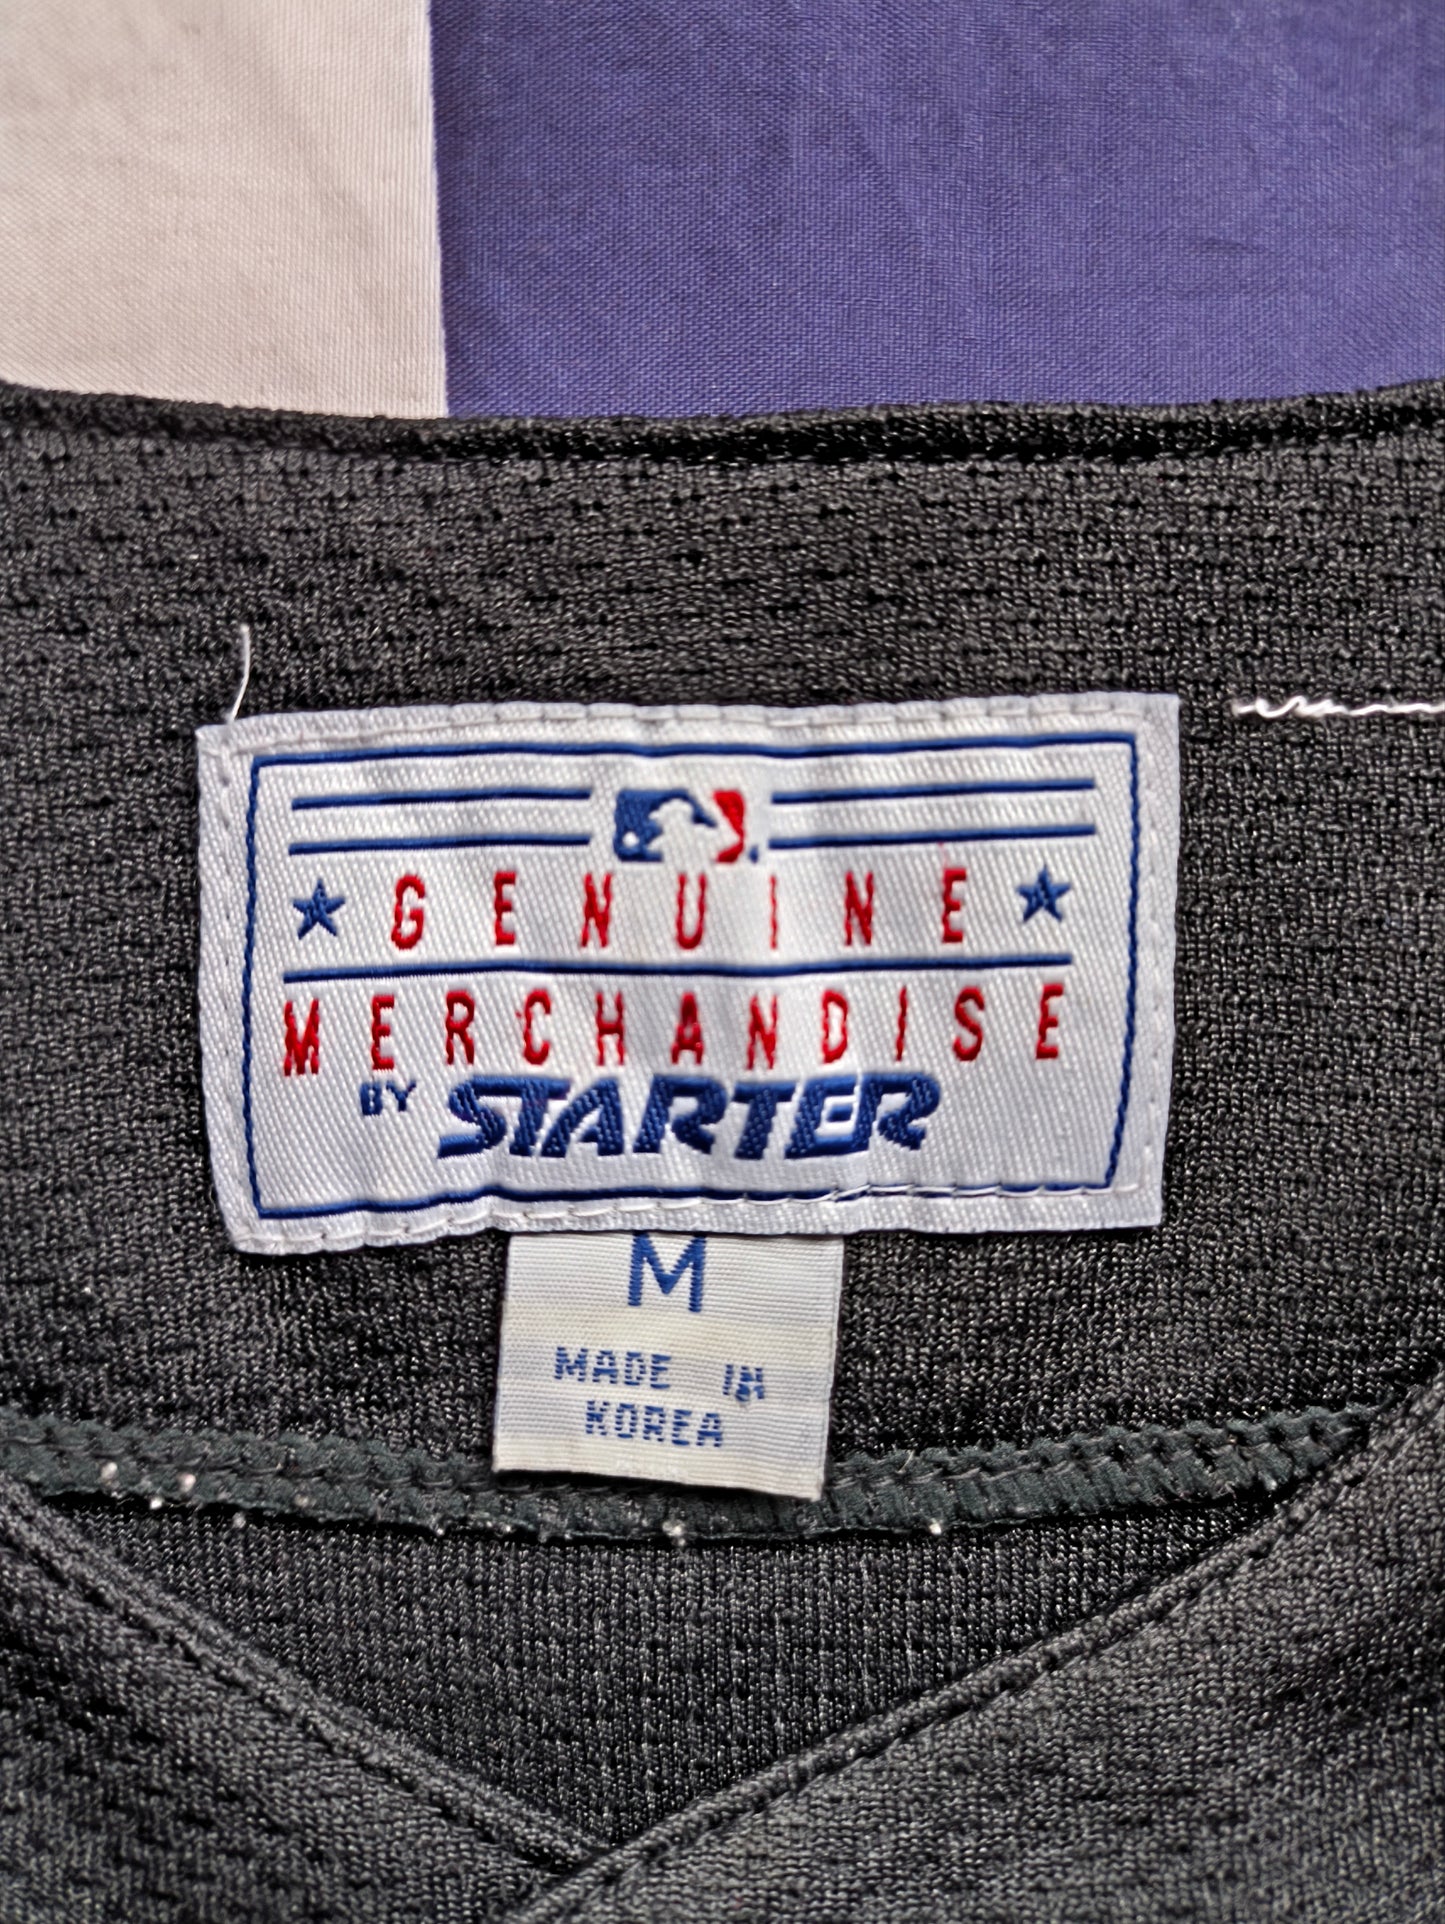 GENUINE
MERCHANDISE
BY STARTER
M
MADE IN
KOREA